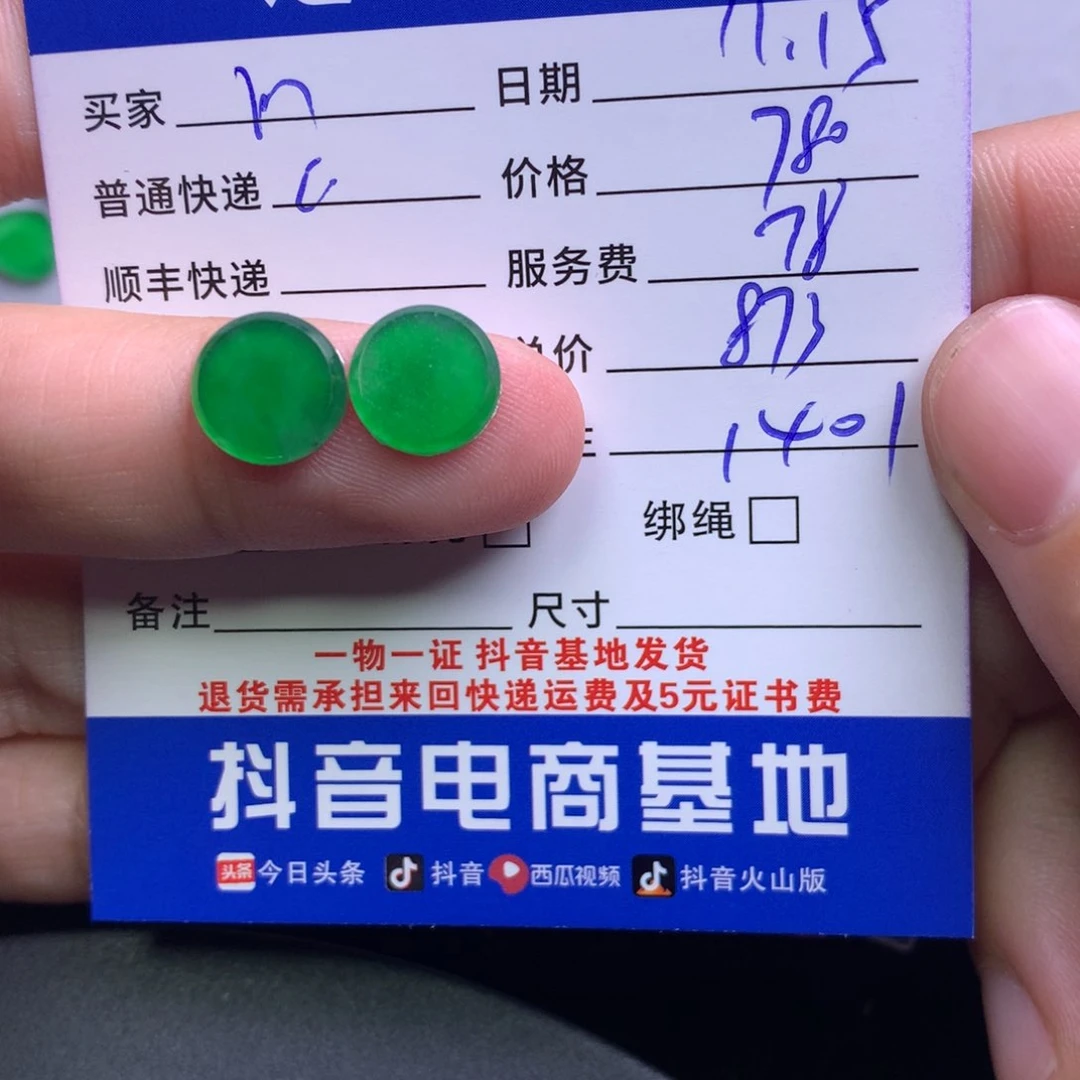 买家 n 日期 11.15
普通快递 c 价格 780
顺丰快递 服务费 78
总价 873
1401
绑绳
备注 尺寸
一物一证 抖音基地发货
退货需承担来回快递运费及5元证书费
抖音电商基地
头条 今日头条 抖音 西瓜视频 抖音火山版